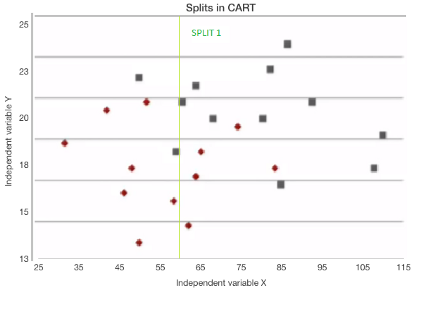 Splits in CART
SPLIT 1
Independent variable Y
25
23
20
18
15
13
25 35 45 55 65 75 85 95 105 115
Independent variable X